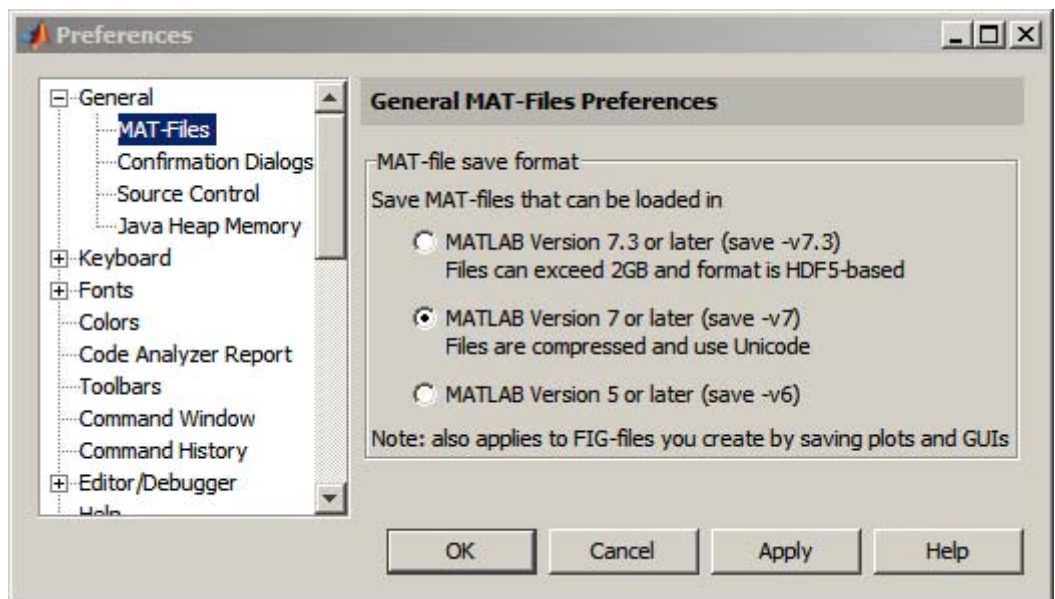 Preferences
General
MAT-Files
Confirmation Dialogs
Source Control
Java Heap Memory
Keyboard
Fonts
Colors
Code Analyzer Report
Toolbars
Command Window
Command History
Editor/Debugger
Help
General MAT-Files Preferences
MAT-file save format
Save MAT-files that can be loaded in
MATLAB Version 7.3 or later (save -v7.3)
Files can exceed 2GB and format is HDF5-based
MATLAB Version 7 or later (save -v7)
Files are compressed and use Unicode
MATLAB Version 5 or later (save -v6)
Note: also applies to FIG-files you create by saving plots and GUIs
OK
Cancel
Apply
Help